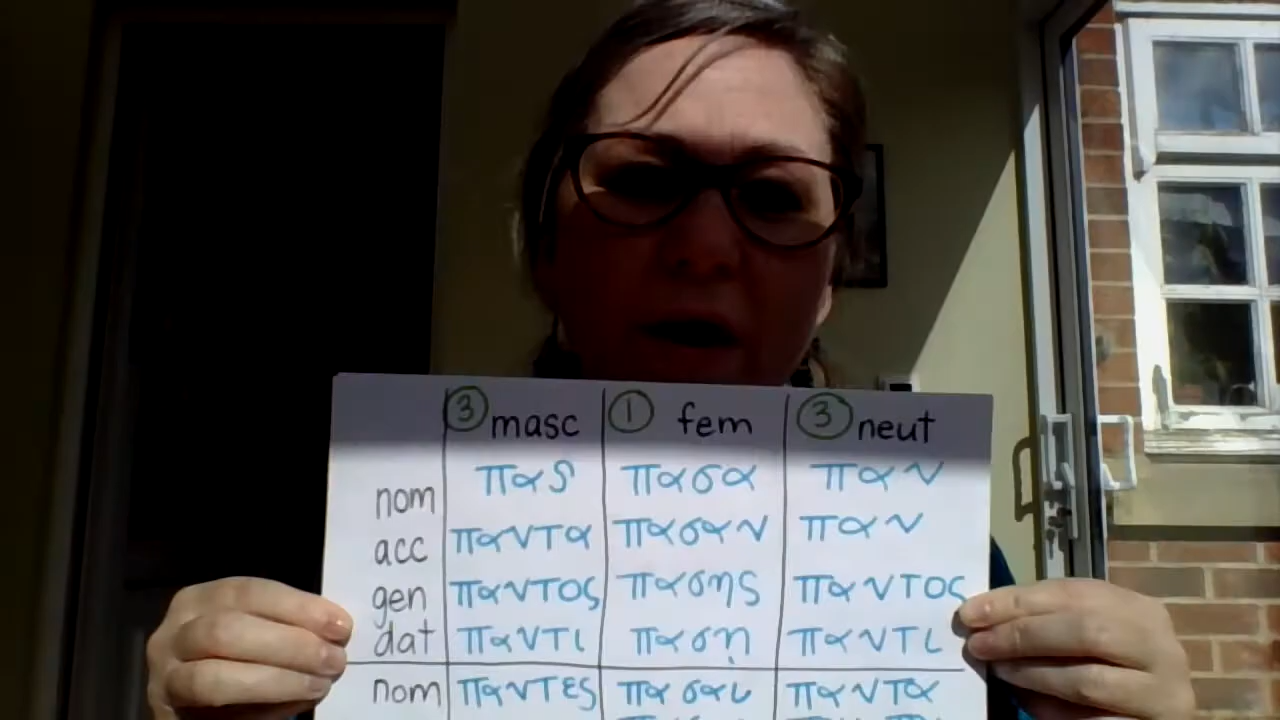 ③ masc ① fem ③ neut
nom πας πασα παν
acc παντα πασαν παν
gen παντος πασης παντος
dat παντι πασῃ παντι
nom παντες πασαι παντα